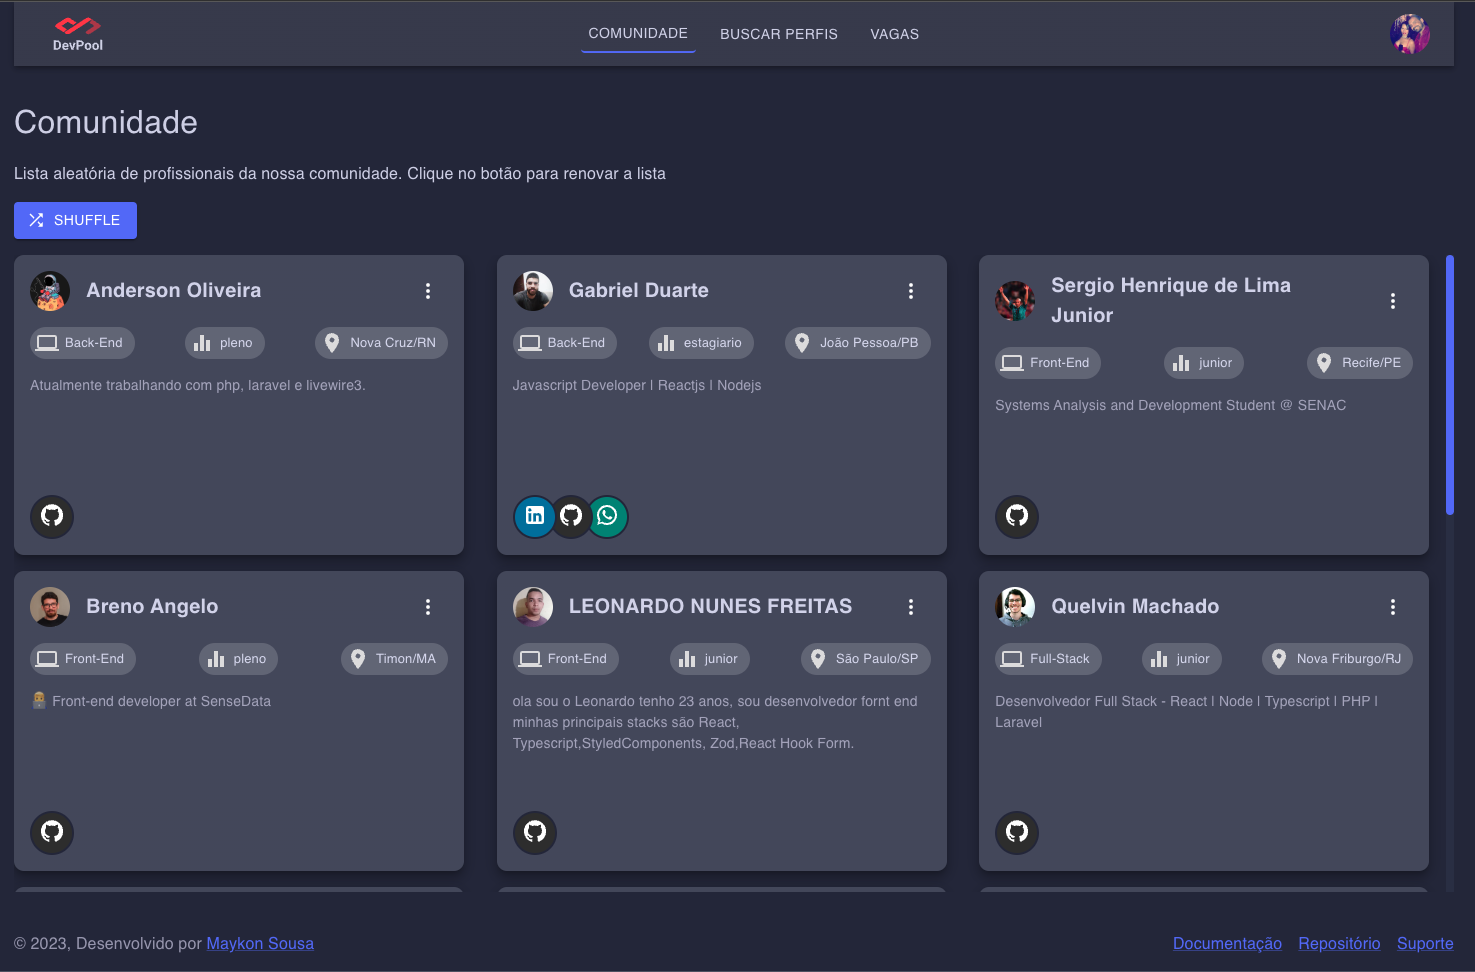 DevPool
COMUNIDADE
BUSCAR PERFIS
VAGAS
Comunidade
Lista aleatória de profissionais da nossa comunidade. Clique no botão para renovar a lista
SHUFFLE
Anderson Oliveira
Back-End
pleno
Nova Cruz/RN
Atualmente trabalhando com php, laravel e livewire3.
Gabriel Duarte
Back-End
estagiario
João Pessoa/PB
Javascript Developer | Reactjs | Nodejs
Sergio Henrique de Lima
Junior
Front-End
junior
Recife/PE
Systems Analysis and Development Student @ SENAC
Breno Angelo
Front-End
pleno
Timon/MA
Front-end developer at SenseData
LEONARDO NUNES FREITAS
Front-End
junior
São Paulo/SP
ola sou o Leonardo tenho 23 anos, sou desenvolvedor fornt end
minhas principais stacks são React,
Typescript,StyledComponents, Zod,React Hook Form.
Quelvin Machado
Full-Stack
junior
Nova Friburgo/RJ
Desenvolvedor Full Stack - React | Node | Typescript | PHP |
Laravel
© 2023, Desenvolvido por Maykon Sousa
Documentação
Repositório
Suporte